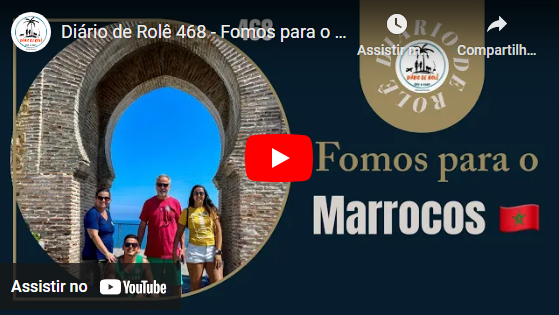 Diário de Rolê 468 - Fomos para o ...
468
Assistir m...
Compartilh...
DIÁRIO DE ROLÊ
DIÁRIO DE ROLÊ
Fomos para o
Marrocos
Assistir no YouTube